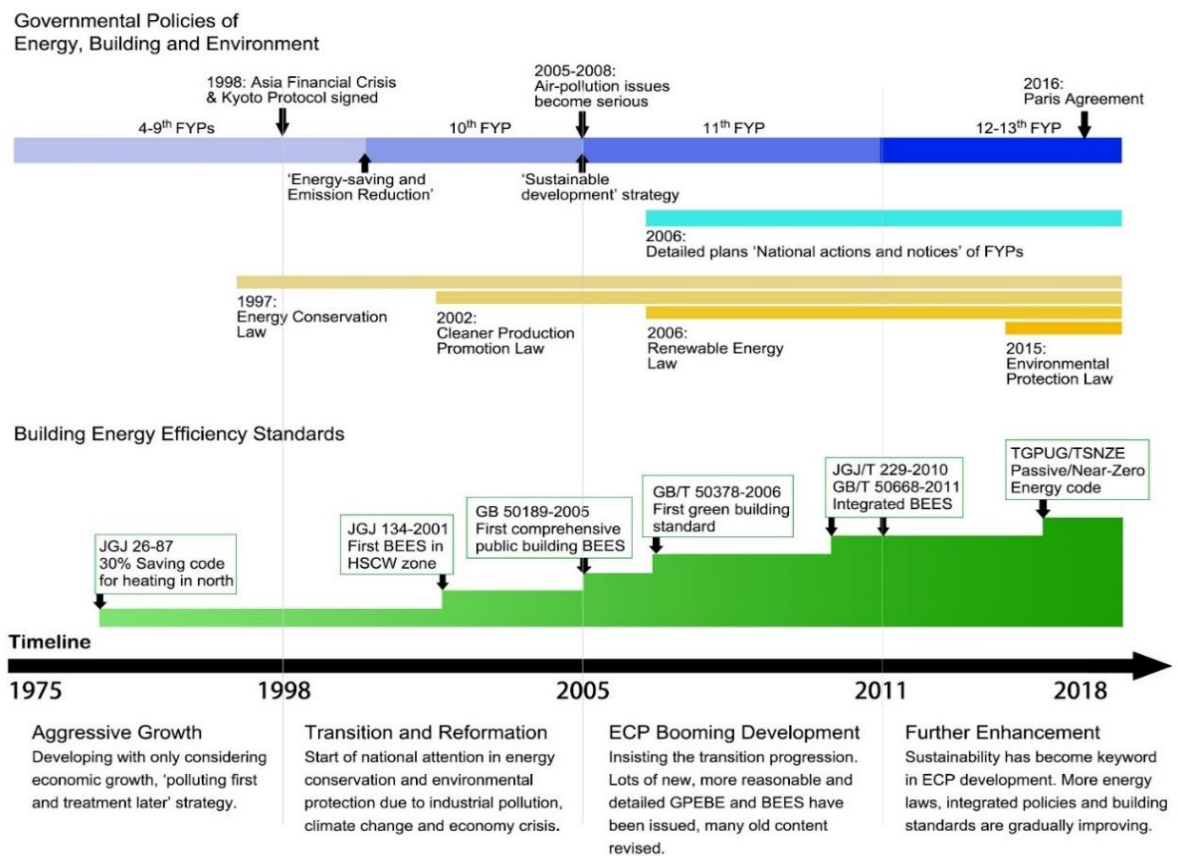 Governmental Policies of
Energy, Building and Environment
1998: Asia Financial Crisis
& Kyoto Protocol signed
2005-2008:
Air-pollution issues
become serious
2016:
Paris Agreement
4-9th FYPs
10th FYP
11th FYP
12-13th FYP
‘Energy-saving and
Emission Reduction’
‘Sustainable
development’ strategy
2006:
Detailed plans ‘National actions and notices’ of FYPs
1997:
Energy Conservation
Law
2002:
Cleaner Production
Promotion Law
2006:
Renewable Energy
Law
2015:
Environmental
Protection Law
Building Energy Efficiency Standards
JGJ 26-87
30% Saving code
for heating in north
JGJ 134-2001
First BEES in
HSCW zone
GB 50189-2005
First comprehensive
public building BEES
GB/T 50378-2006
First green building
standard
JGJ/T 229-2010
GB/T 50668-2011
Integrated BEES
TGPUG/TSNZE
Passive/Near-Zero
Energy code
Timeline
1975
1998
2005
2011
2018
Aggressive Growth
Developing with only considering
economic growth, ‘polluting first
and treatment later’ strategy.
Transition and Reformation
Start of national attention in energy
conservation and environmental
protection due to industrial pollution,
climate change and economy crisis.
ECP Booming Development
Insisting the transition progression.
Lots of new, more reasonable and
detailed GPEBE and BEES have
been issued, many old content
revised.
Further Enhancement
Sustainability has become keyword
in ECP development. More energy
laws, integrated policies and building
standards are gradually improving.